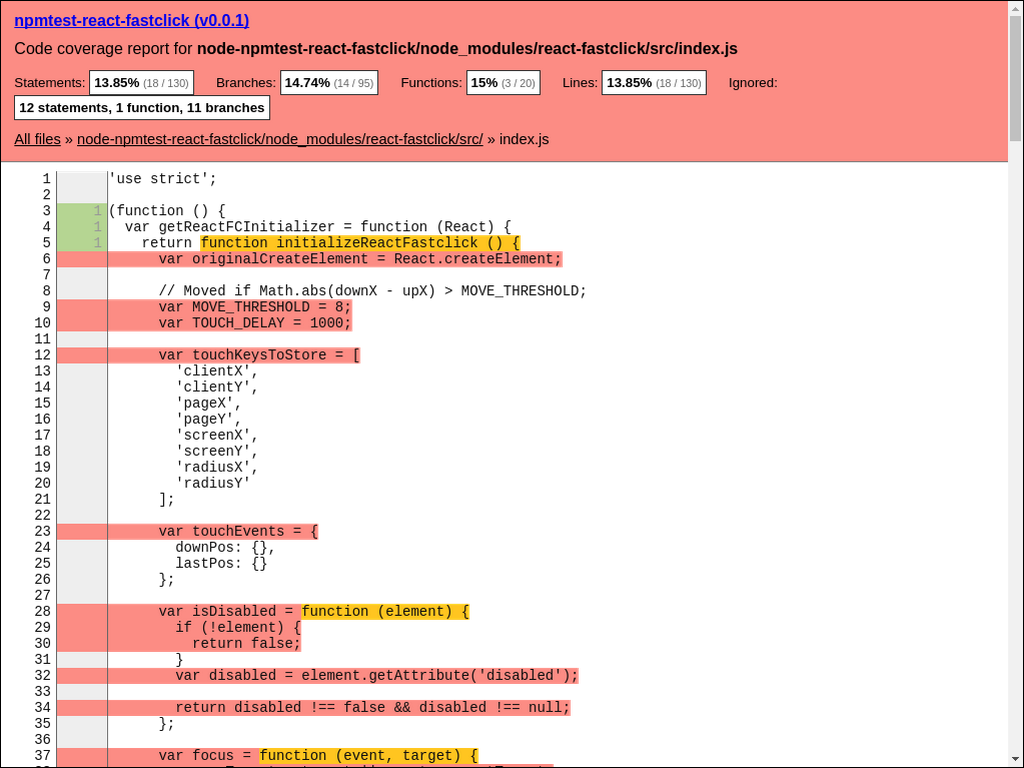 npmtest-react-fastclick (v0.0.1)
Code coverage report for node-npmtest-react-fastclick/node_modules/react-fastclick/src/index.js
Statements: 13.85% (18 / 130) Branches: 14.74% (14 / 95) Functions: 15% (3 / 20) Lines: 13.85% (18 / 130) Ignored:
12 statements, 1 function, 11 branches
All files » node-npmtest-react-fastclick/node_modules/react-fastclick/src/ » index.js
1 'use strict';
2
3 1 (function () {
4 1   var getReactFCInitializer = function (React) {
5 1     return function initializeReactFastclick () {
6       var originalCreateElement = React.createElement;
7
8       // Moved if Math.abs(downX - upX) > MOVE_THRESHOLD;
9       var MOVE_THRESHOLD = 8;
10       var TOUCH_DELAY = 1000;
11
12       var touchKeysToStore = [
13         'clientX',
14         'clientY',
15         'pageX',
16         'pageY',
17         'screenX',
18         'screenY',
19         'radiusX',
20         'radiusY'
21       ];
22
23       var touchEvents = {
24         downPos: {},
25         lastPos: {}
26       };
27
28       var isDisabled = function (element) {
29         if (!element) {
30           return false;
31         }
32         var disabled = element.getAttribute('disabled');
33
34         return disabled !== false && disabled !== null;
35       };
36
37       var focus = function (event, target) {